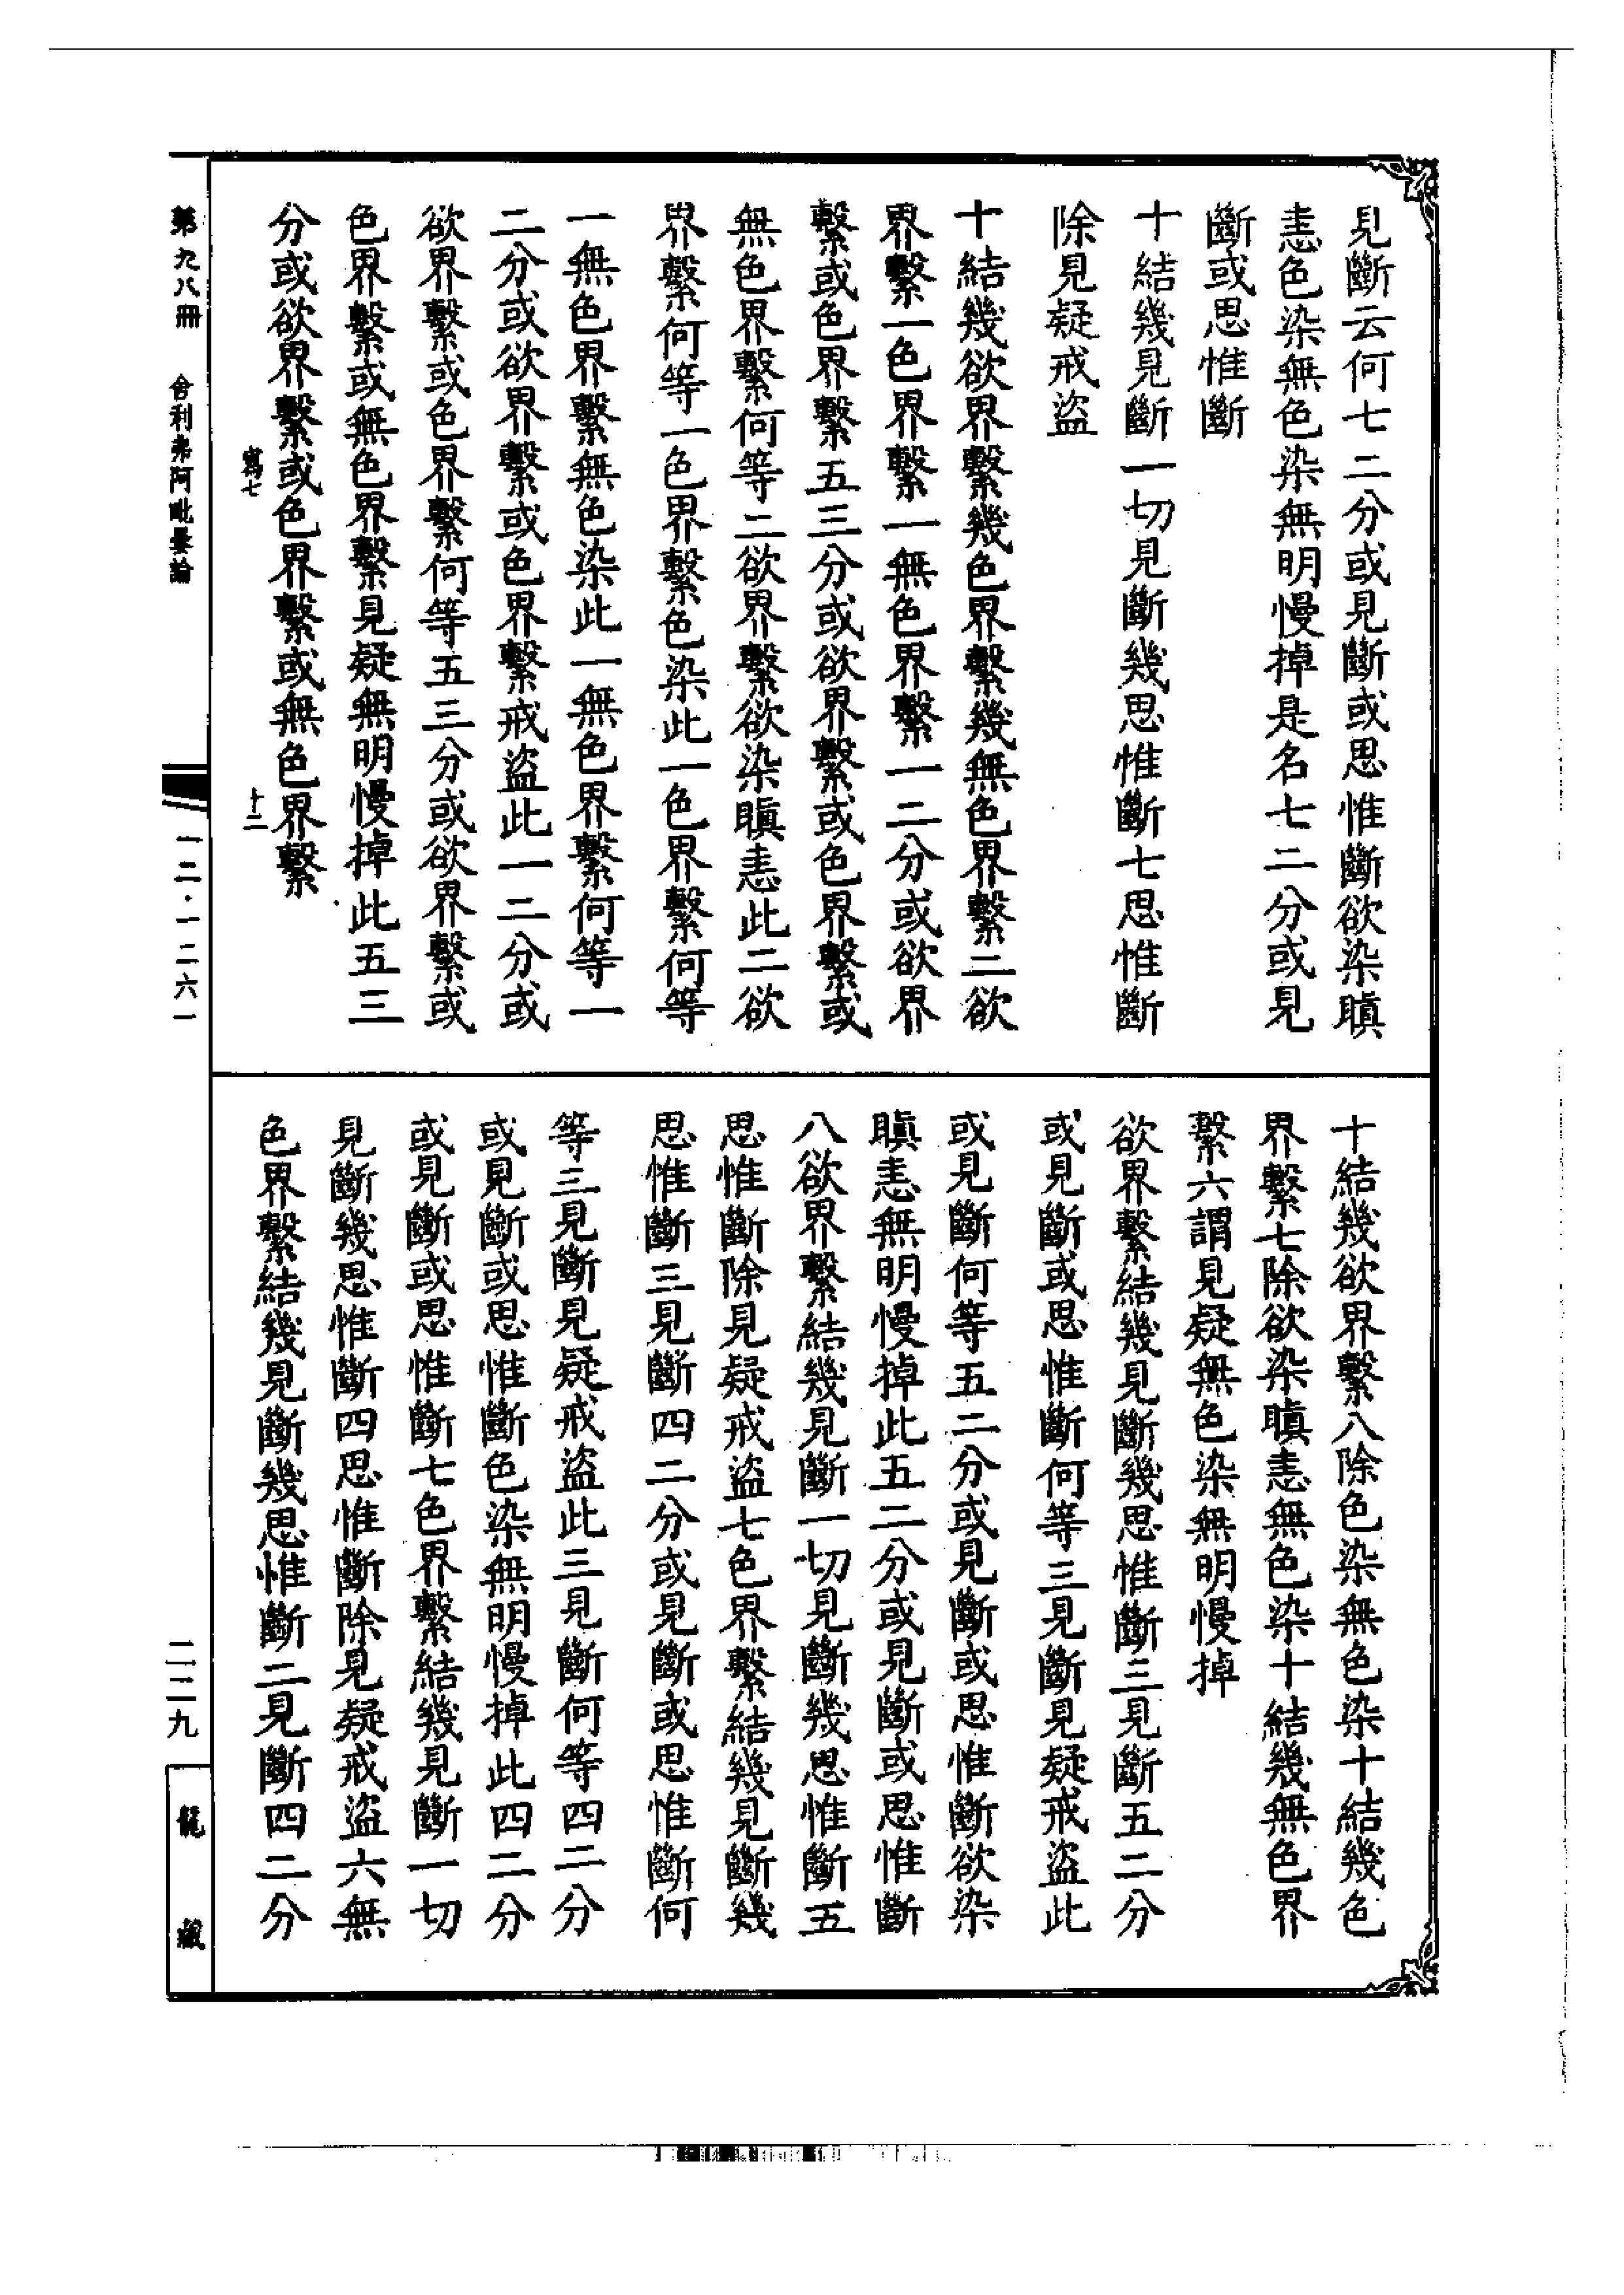 見斷云何七二分或見斷或思惟斷欲染瞋
恚色染無色染無明慢掉是名七二分或見
斷或思惟斷
十結幾見斷一切見斷幾思惟斷七思惟斷
除見疑戒盜
十結幾欲界繫幾色界繫幾無色界繫二欲
界繫一色界繫一無色界繫一二分或欲界
繫或色界繫五三分或欲界繫或色界繫或
無色界繫何等二欲界繫欲染瞋恚此二欲
界繫何等一色界繫色染此一色界繫何等
一無色界繫無色染此一無色界繫何等一
二分或欲界繫或色界繫戒盜此一二分或
欲界繫或色界繫何等五三分或欲界繫或
色界繫或無色界繫見疑無明慢掉此五三
分或欲界繫或色界繫或無色界繫
寫七 十二
十結幾欲界繫八除色染無色染十結幾色
界繫七除欲染瞋恚無色染十結幾無色界
繫六謂見疑無色染無明慢掉
欲界繫結幾見斷幾思惟斷三見斷五二分
或見斷或思惟斷何等三見斷見疑戒盜此
或見斷何等五二分或見斷或思惟斷欲染
瞋恚無明慢掉此五二分或見斷或思惟斷
八欲界繫結幾見斷一切見斷幾思惟斷五
思惟斷除見疑戒盜七色界繫結幾見斷幾
思惟斷三見斷四二分或見斷或思惟斷何
等三見斷見疑戒盜此三見斷何等四二分
或見斷或思惟斷色染無明慢掉此四二分
或見斷或思惟斷七色界繫結幾見斷一切
見斷幾思惟斷四思惟斷除見疑戒盜六無
色界繫結幾見斷幾思惟斷二見斷四二分
第九八冊 舍利弗阿毗曇論
一二·一二六一
二二九
龍藏